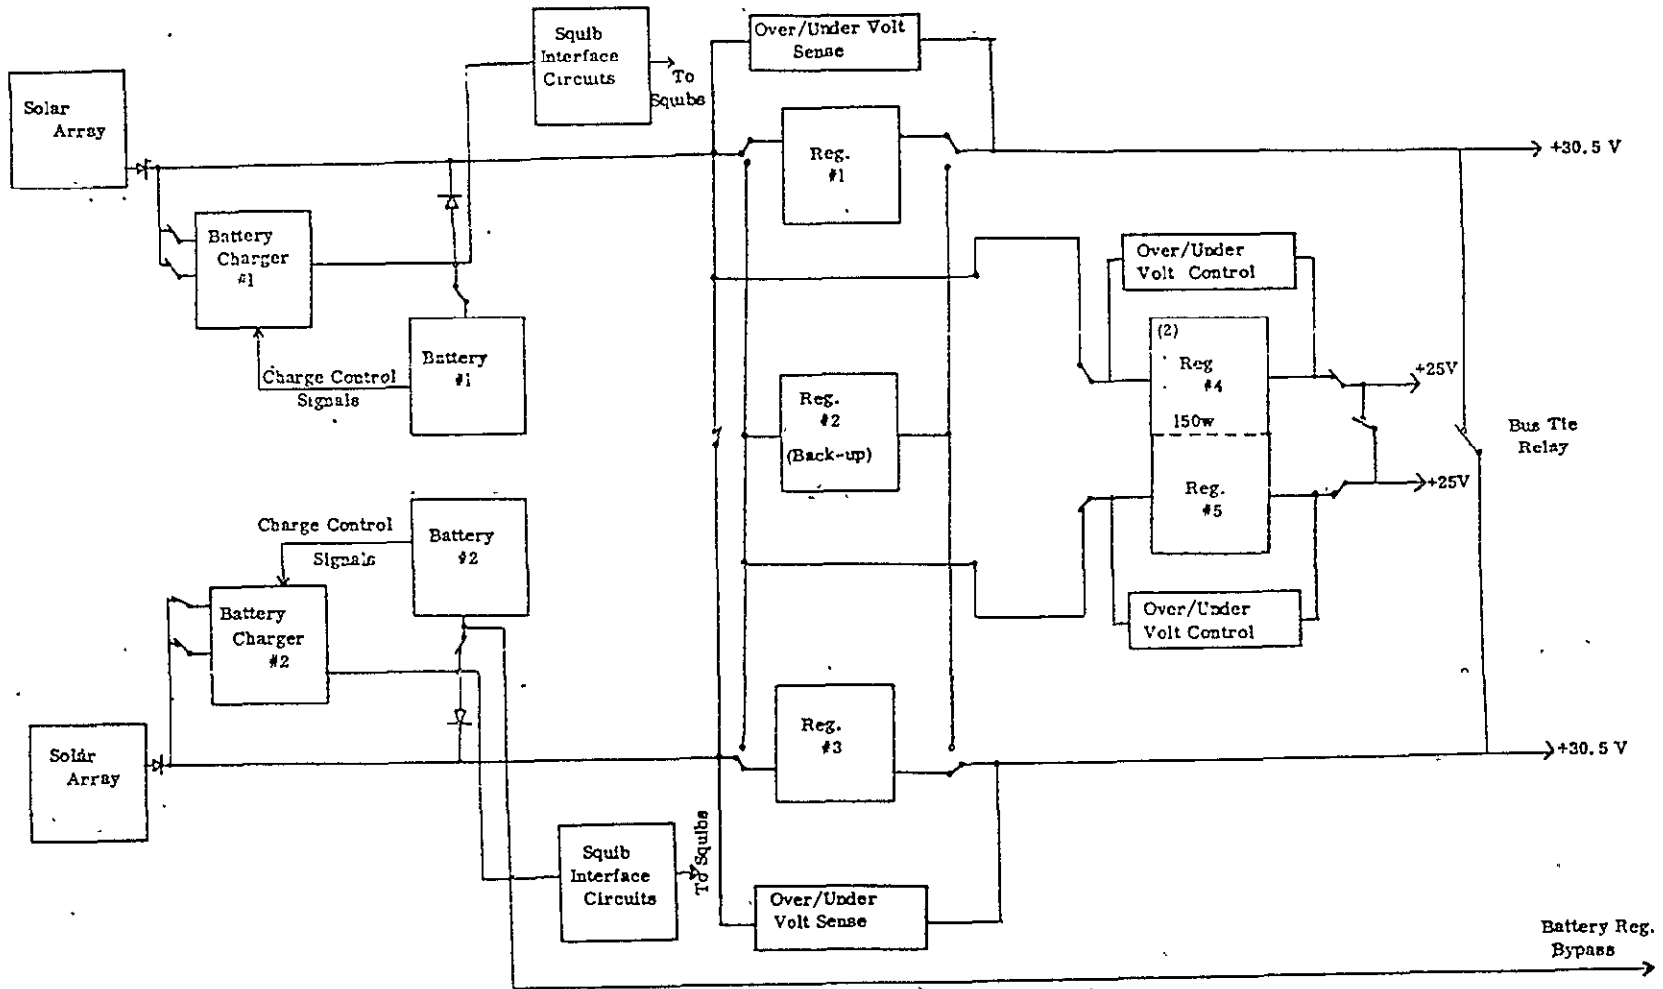 Squib
Interface
Circuits
To
Squibs
Over/Under Volt
Sense
Solar
Array
Reg.
#1
+30.5 V
Battery
Charger
#1
Over/Under
Volt Control
Battery
#1
Charge Control
Signals
(2)
Reg
#4
150w
Reg.
#5
+25V
+25V
Bus Tie
Relay
Reg.
#2
(Back-up)
Charge Control
Signals
Battery
#2
Battery
Charger
#2
Over/Under
Volt Control
Solar
Array
Reg.
#3
+30.5 V
Squib
Interface
Circuits
To Squibs
Over/Under
Volt Sense
Battery Reg.
Bypass